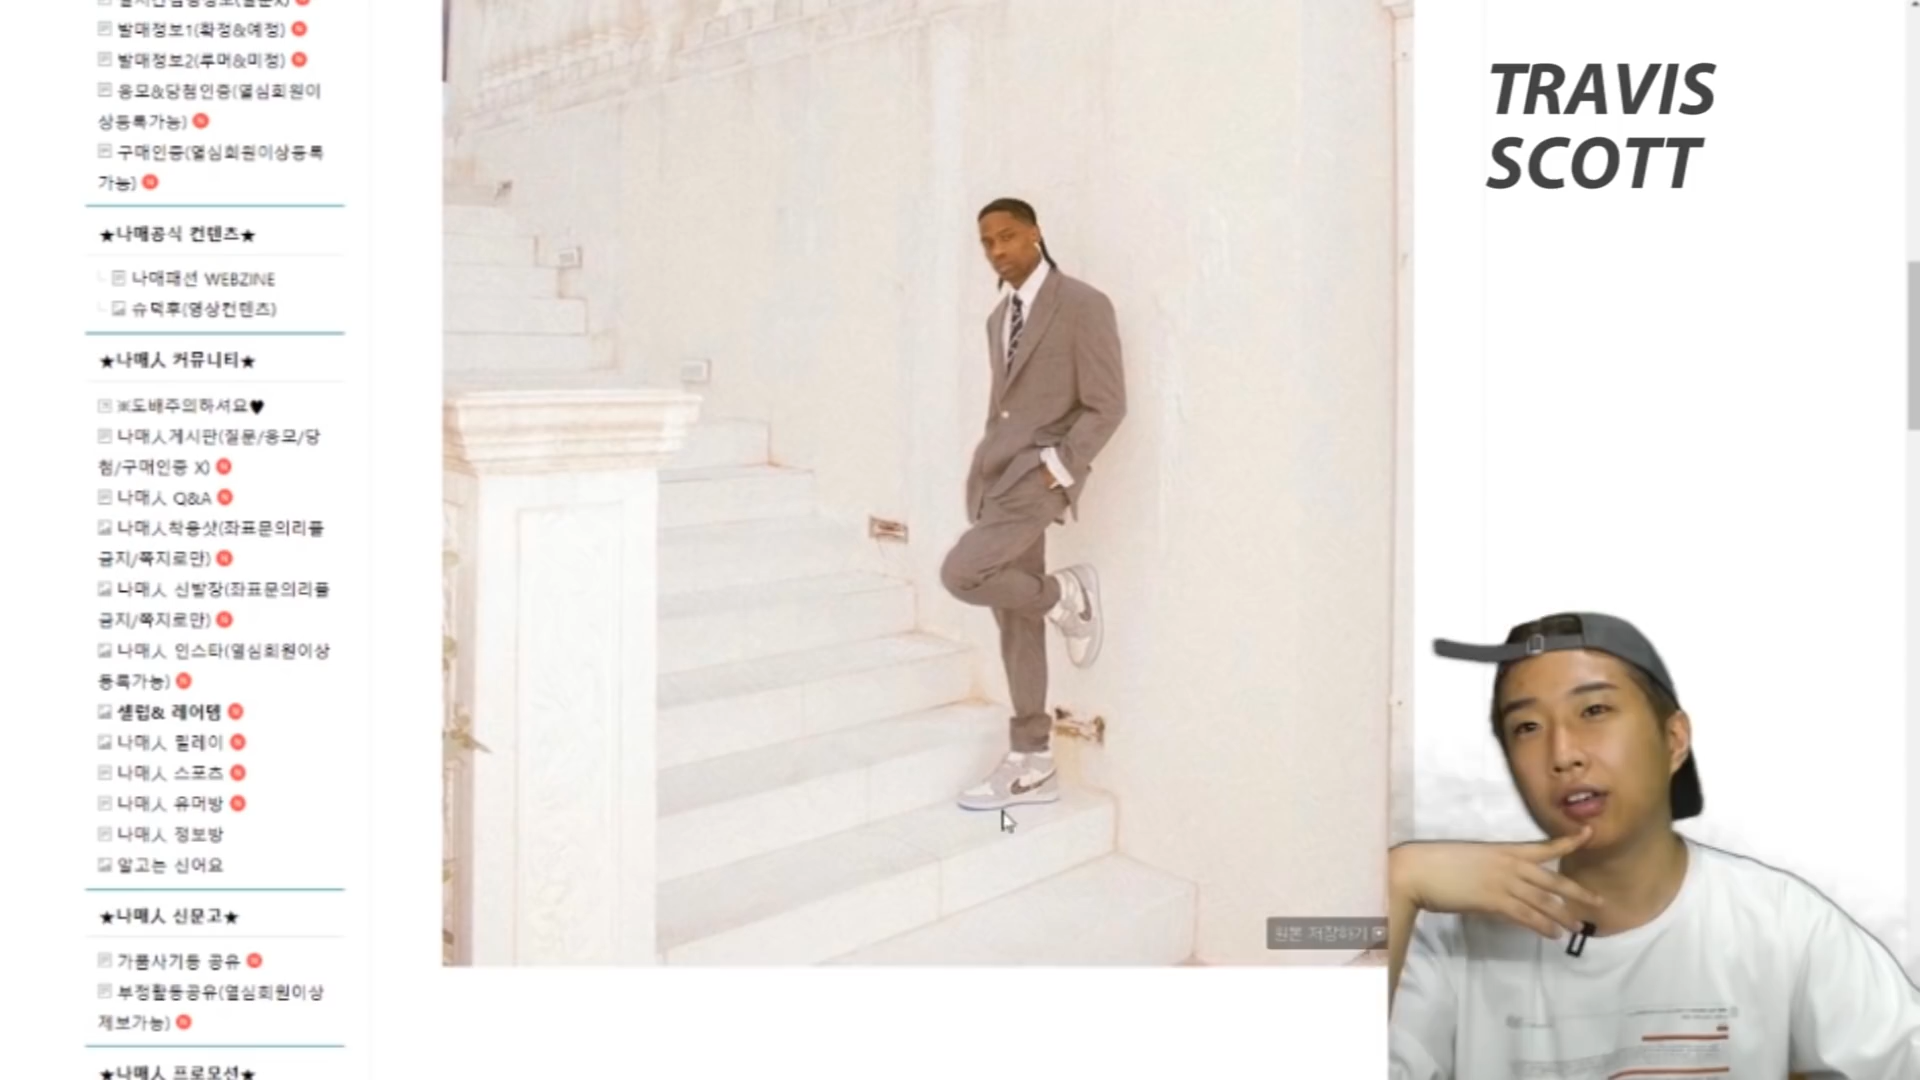 발매정보1(확정&예정)
발매정보2(루머&미정)
응모&당첨인증(열심회원이
상등록가능)
구매인증(열심회원이상등록
가능)
★나매공식 컨텐츠★
나매패션 WEBZINE
슈덕후(영상컨텐츠)
★나매人 커뮤니티★
※도배주의하셔요♥
나매人게시판(질문/응모/당
첨/구매인증 X)
나매人 Q&A
나매人착용샷(좌표문의리플
금지/쪽지로만)
나매人 신발장(좌표문의리플
금지/쪽지로만)
나매人 인스타(열심회원이상
등록가능)
셀럽& 레어템
나매人 릴레이
나매人 스포츠
나매人 유머방
나매人 정보방
알고는 신어요
★나매人 신문고★
가품사기등 공유
부정활동공유(열심회원이상
제보가능)
★나매人 프로모션★
원본 저장하기
TRAVIS
SCOTT